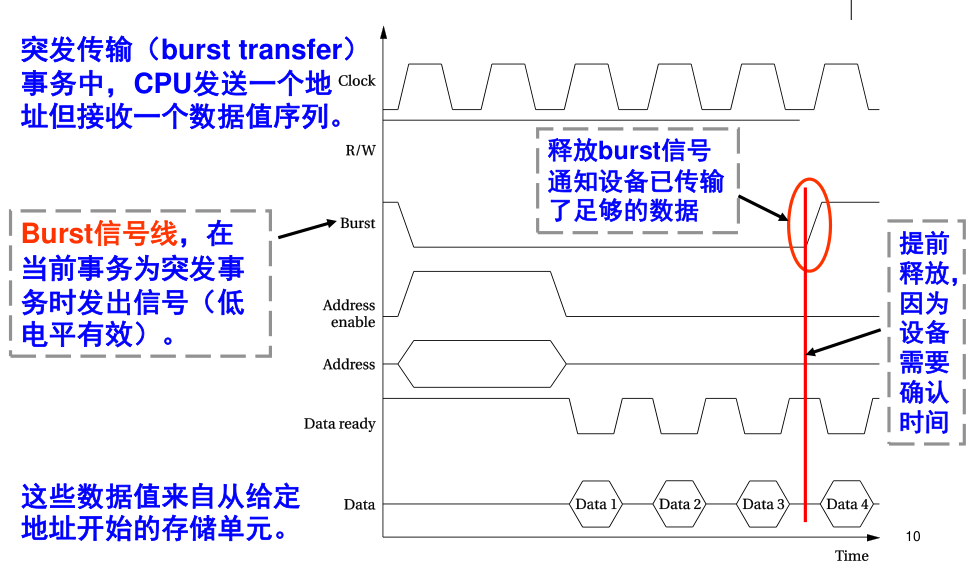 突发传输（burst transfer）
事务中，CPU发送一个地
址但接收一个数据值序列。
Clock
R/W
释放burst信号
通知设备已传输
了足够的数据
Burst信号线，在
当前事务为突发事
务时发出信号（低
电平有效）。
Burst
提前
释放，
因为
设备
需要
确认
时间
Address
enable
Address
Data ready
这些数据值来自从给定
地址开始的存储单元。
Data
Data 1
Data 2
Data 3
Data 4
Time
10